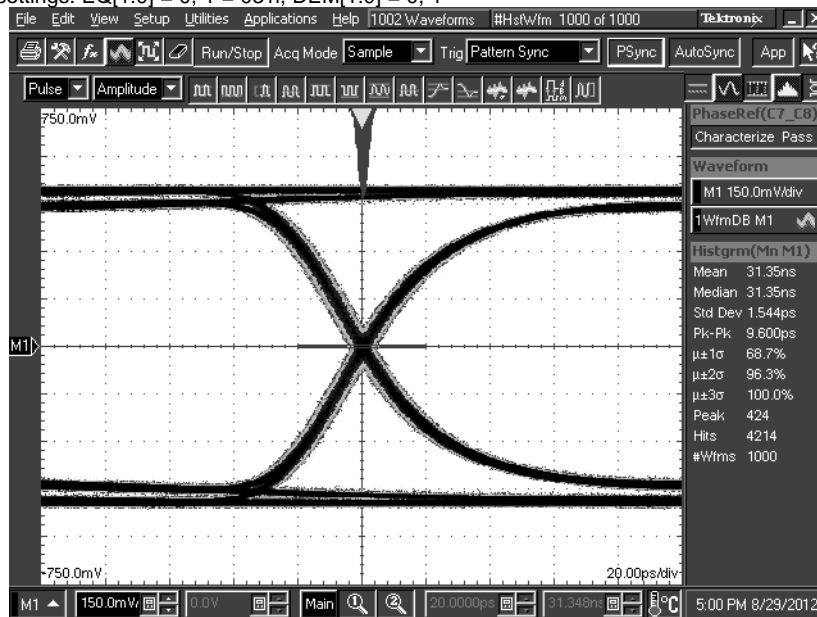 settings: EQ[1:0] = 0, 1 = 03h, DEM[1:0] = 0, 1
File Edit View Setup Utilities Applications Help 1002 Waveforms #HstWfm 1000 of 1000 Tektronix
Run/Stop Acq Mode Sample Trig Pattern Sync PSync AutoSync App
Pulse Amplitude
750.0mV
PhaseRef(C7_C8)
Characterize Pass
Waveform
M1 150.0mV/div
1WfmDB M1
Histgrm(Mn M1)
Mean 31.35ns
Median 31.35ns
Std Dev 1.544ps
Pk-Pk 9.600ps
µ±1σ 68.7%
µ±2σ 96.3%
µ±3σ 100.0%
Peak 424
Hits 4214
#Wfms 1000
M1
-750.0mV
20.00ps/div
M1 150.0mV 0.0V Main 20.0000ps 31.348ns °C 5:00 PM 8/29/2012